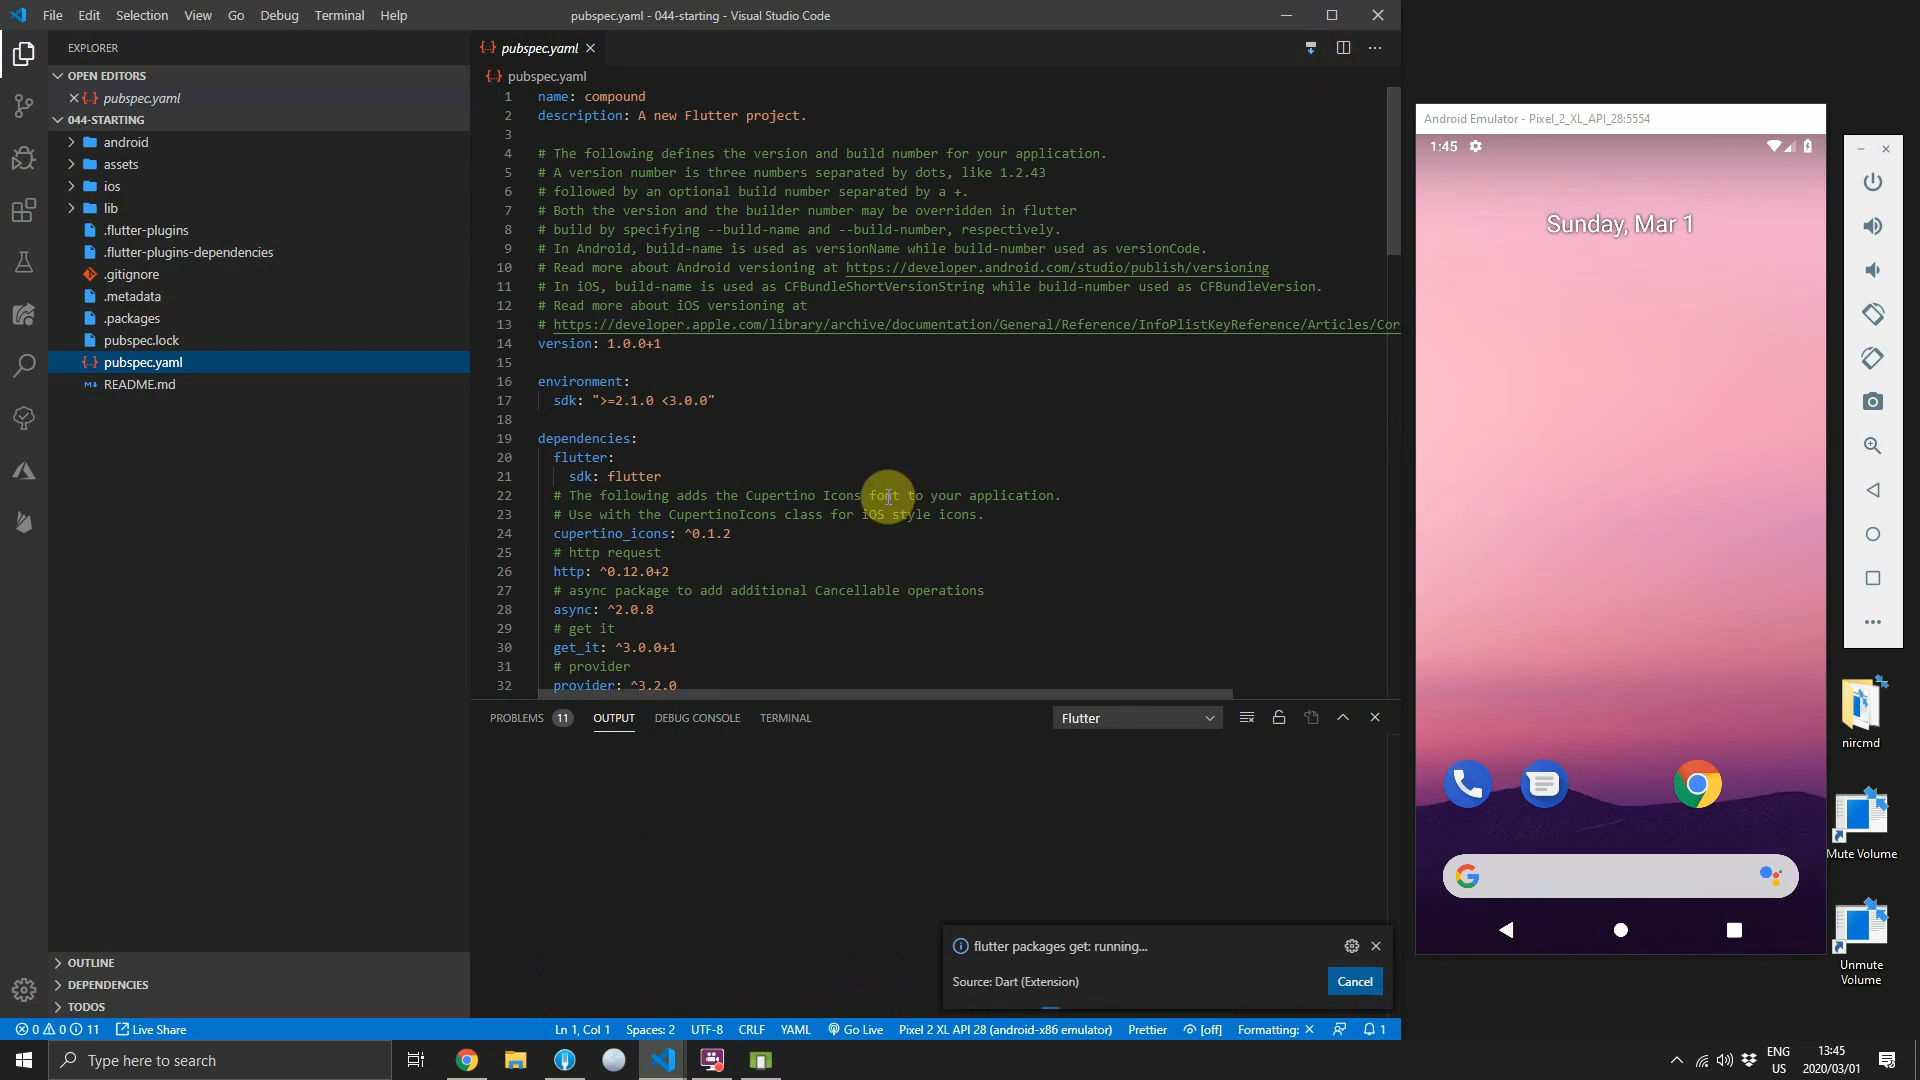 File Edit Selection View Go Debug Terminal Help
pubspec.yaml - 044-starting - Visual Studio Code
EXPLORER
OPEN EDITORS
pubspec.yaml
044-STARTING
android
assets
ios
lib
.flutter-plugins
.flutter-plugins-dependencies
.gitignore
.metadata
.packages
pubspec.lock
pubspec.yaml
README.md
OUTLINE
DEPENDENCIES
TODOS
pubspec.yaml
pubspec.yaml
1 name: compound
2 description: A new Flutter project.
3
4 # The following defines the version and build number for your application.
5 # A version number is three numbers separated by dots, like 1.2.43
6 # followed by an optional build number separated by a +.
7 # Both the version and the builder number may be overridden in flutter
8 # build by specifying --build-name and --build-number, respectively.
9 # In Android, build-name is used as versionName while build-number used as versionCode.
10 # Read more about Android versioning at https://developer.android.com/studio/publish/versioning
11 # In iOS, build-name is used as CFBundleShortVersionString while build-number used as CFBundleVersion.
12 # Read more about iOS versioning at
13 # https://developer.apple.com/library/archive/documentation/General/Reference/InfoPlistKeyReference/Articles/Cor
14 version: 1.0.0+1
15
16 environment:
17 sdk: ">=2.1.0 <3.0.0"
18
19 dependencies:
20 flutter:
21 sdk: flutter
22 # The following adds the Cupertino Icons font to your application.
23 # Use with the CupertinoIcons class for iOS style icons.
24 cupertino_icons: ^0.1.2
25 # http request
26 http: ^0.12.0+2
27 # async package to add additional Cancellable operations
28 async: ^2.0.8
29 # get it
30 get_it: ^3.0.0+1
31 # provider
32 provider: ^3.2.0
PROBLEMS 11 OUTPUT DEBUG CONSOLE TERMINAL
Flutter
flutter packages get: running...
Source: Dart (Extension)
Cancel
0 0 11 Live Share
Ln 1, Col 1 Spaces: 2 UTF-8 CRLF YAML Go Live Pixel 2 XL API 28 (android-x86 emulator) Prettier [off] Formatting: × 1
Android Emulator - Pixel_2_XL_API_28:5554
1:45
Sunday, Mar 1
nircmd
Mute Volume
Unmute
Volume
Type here to search
ENG
US
13:45
2020/03/01